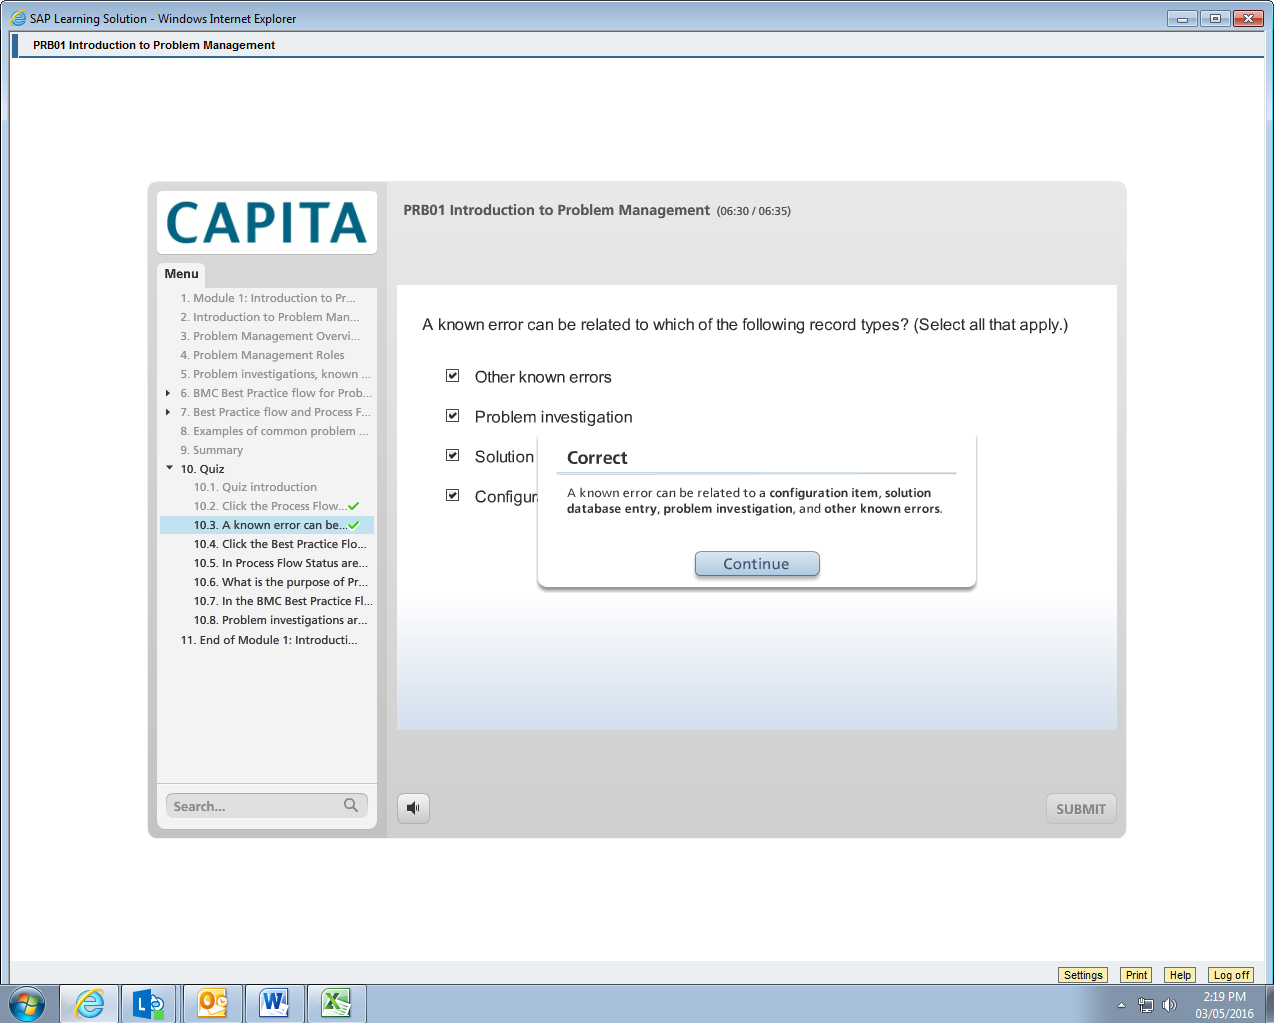 SAP Learning Solution - Windows Internet Explorer
PRB01 Introduction to Problem Management
CAPITA
PRB01 Introduction to Problem Management (06:30 / 06:35)
Menu
1. Module 1: Introduction to Pr...
2. Introduction to Problem Man...
3. Problem Management Overvi...
4. Problem Management Roles
5. Problem investigations, known ...
6. BMC Best Practice flow for Prob...
7. Best Practice flow and Process F...
8. Examples of common problem ...
9. Summary
10. Quiz
10.1. Quiz introduction
10.2. Click the Process Flow...
10.3. A known error can be...
10.4. Click the Best Practice Flo...
10.5. In Process Flow Status are...
10.6. What is the purpose of Pr...
10.7. In the BMC Best Practice Fl...
10.8. Problem investigations ar...
11. End of Module 1: Introducti...
Search...
A known error can be related to which of the following record types? (Select all that apply.)
Other known errors
Problem investigation
Solution
Configur
Correct
A known error can be related to a configuration item, solution
database entry, problem investigation, and other known errors.
Continue
SUBMIT
Settings Print Help Log off
2:19 PM
03/05/2016